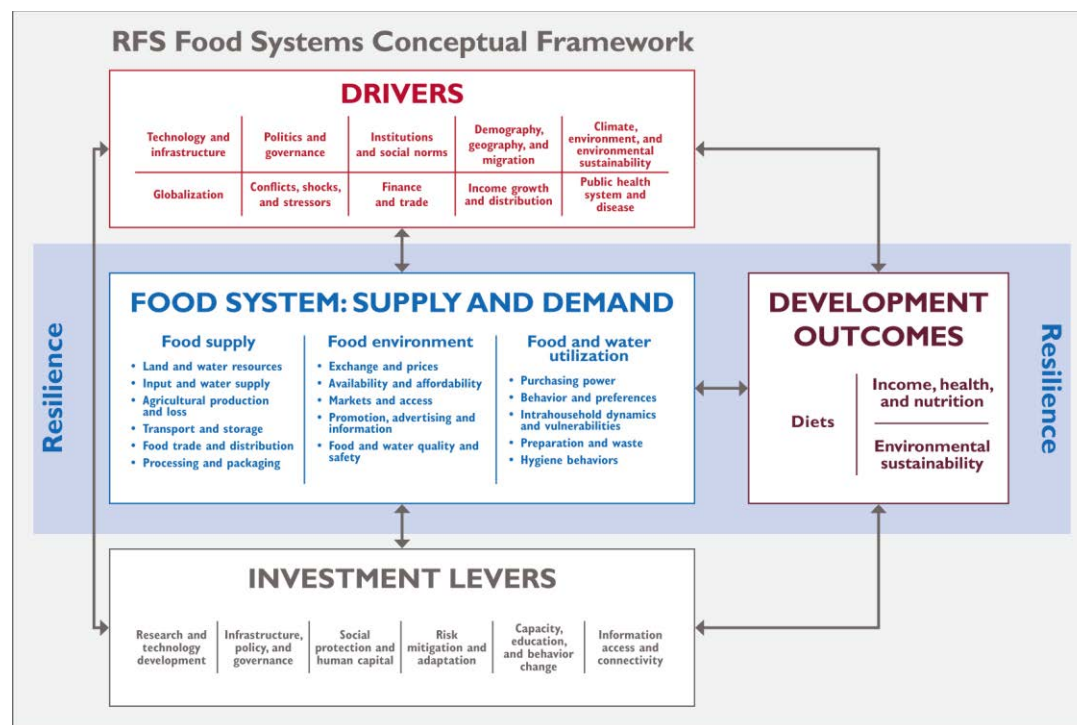 RFS Food Systems Conceptual Framework
DRIVERS
Technology and
infrastructure
Politics and
governance
Institutions
and social norms
Demography,
geography, and
migration
Climate,
environment, and
environmental
sustainability
Globalization
Conflicts, shocks,
and stressors
Finance
and trade
Income growth
and distribution
Public health
system and
disease
Resilience
FOOD SYSTEM: SUPPLY AND DEMAND
Food supply
• Land and water resources
• Input and water supply
• Agricultural production
and loss
• Transport and storage
• Food trade and distribution
• Processing and packaging
Food environment
• Exchange and prices
• Availability and affordability
• Markets and access
• Promotion, advertising and
information
• Food and water quality and
safety
Food and water
utilization
• Purchasing power
• Behavior and preferences
• Intrahousehold dynamics
and vulnerabilities
• Preparation and waste
• Hygiene behaviors
DEVELOPMENT
OUTCOMES
Diets
Income, health,
and nutrition
Environmental
sustainability
Resilience
INVESTMENT LEVERS
Research and
technology
development
Infrastructure,
policy, and
governance
Social
protection and
human capital
Risk
mitigation and
adaptation
Capacity,
education,
and behavior
change
Information
access and
connectivity